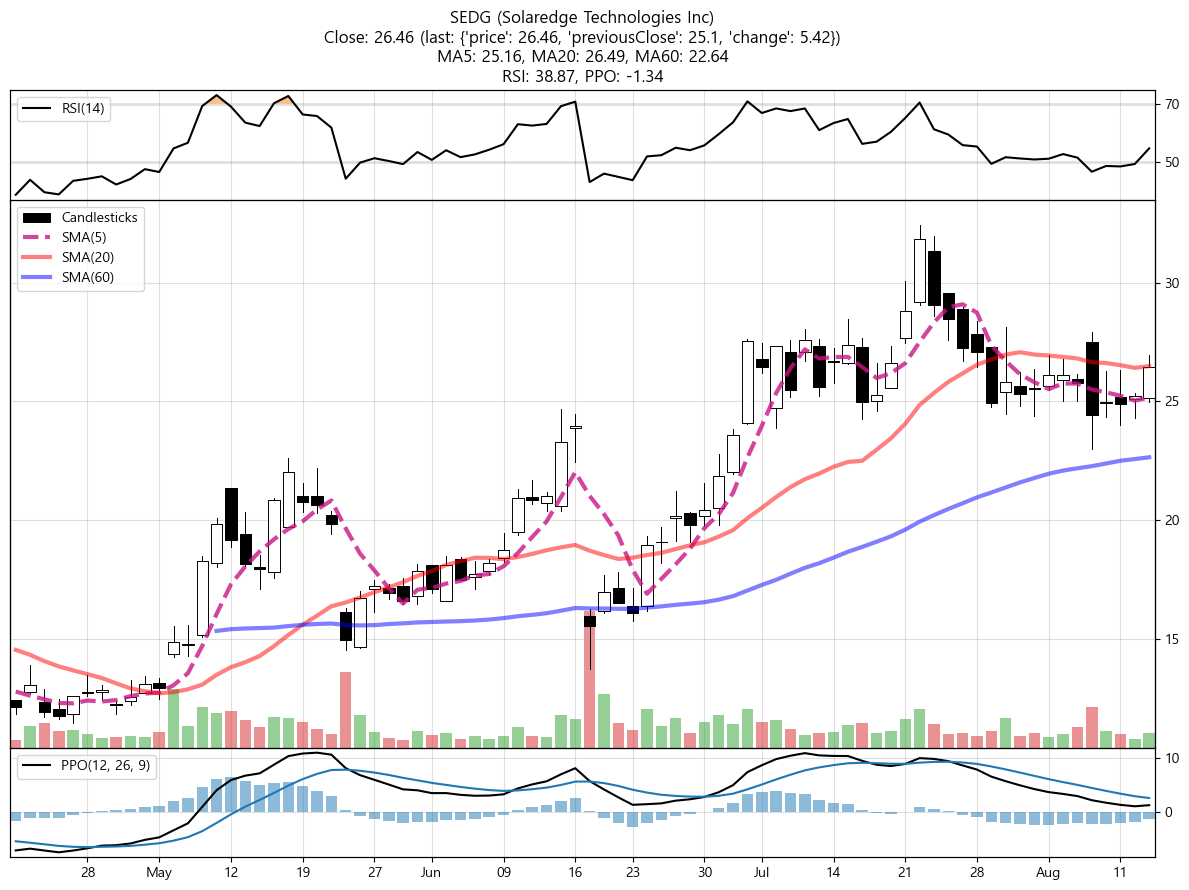 SEDG (Solaredge Technologies Inc)
Close: 26.46 (last: {'price': 26.46, 'previousClose': 25.1, 'change': 5.42})
MA5: 25.16, MA20: 26.49, MA60: 22.64
RSI: 38.87, PPO: -1.34
RSI(14)
70
50
Candlesticks
SMA(5)
SMA(20)
SMA(60)
30
25
20
15
PPO(12, 26, 9)
10
0
28 May 12 19 27 Jun 09 16 23 30 Jul 14 21 28 Aug 11